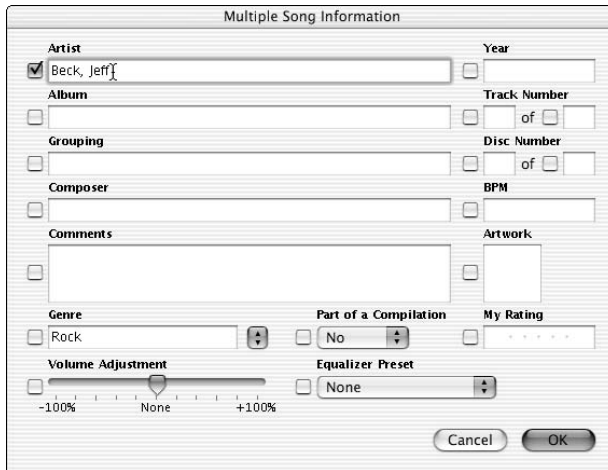 Multiple Song Information
Artist Year
Beck, Jeff
Album Track Number
of
Grouping Disc Number
of
Composer BPM
Comments Artwork
Genre Part of a Compilation My Rating
Rock No
Volume Adjustment Equalizer Preset
None
-100% None +100%
Cancel OK